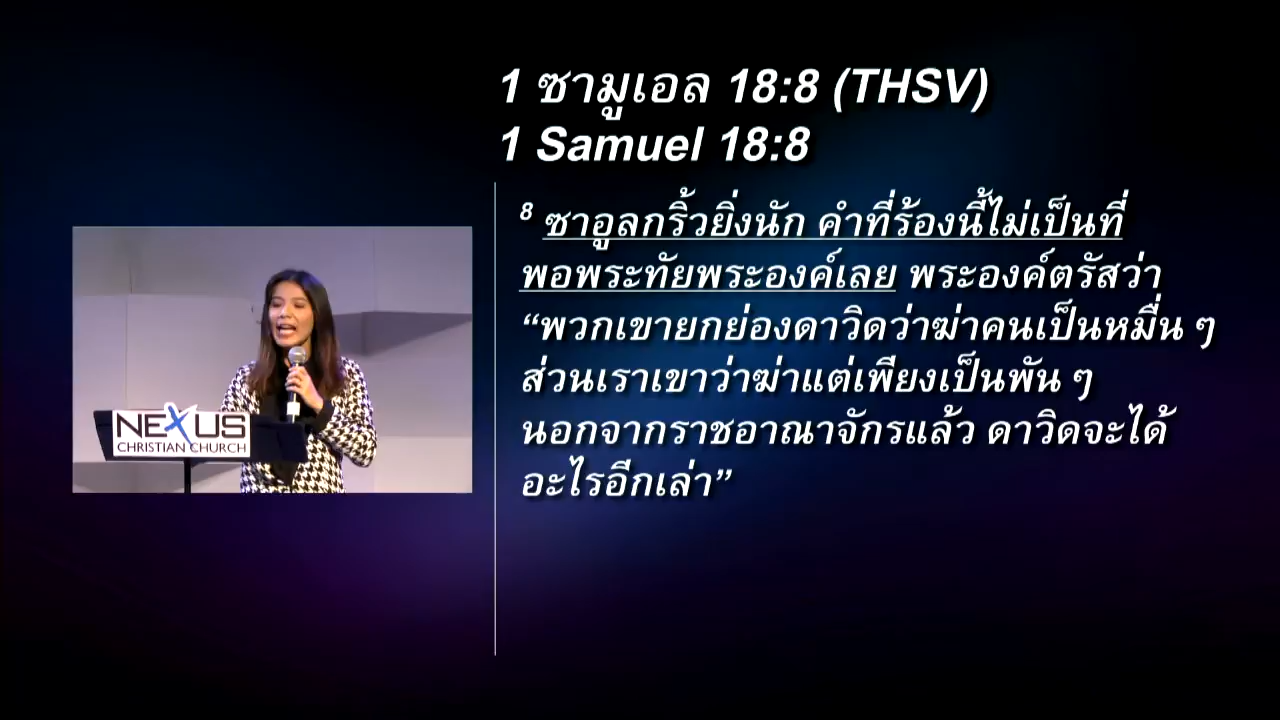 1 ซามูเอล 18:8 (THSV)
1 Samuel 18:8
8 ซาอูลกริ้วยิ่งนัก คำที่ร้องนี้ไม่เป็นที่
พอพระทัยพระองค์เลย พระองค์ตรัสว่า
“พวกเขายกย่องดาวิดว่าฆ่าคนเป็นหมื่น ๆ
ส่วนเราเขาว่าฆ่าแต่เพียงเป็นพัน ๆ
นอกจากราชอาณาจักรแล้ว ดาวิดจะได้
อะไรอีกเล่า”
NEXUS
CHRISTIAN CHURCH